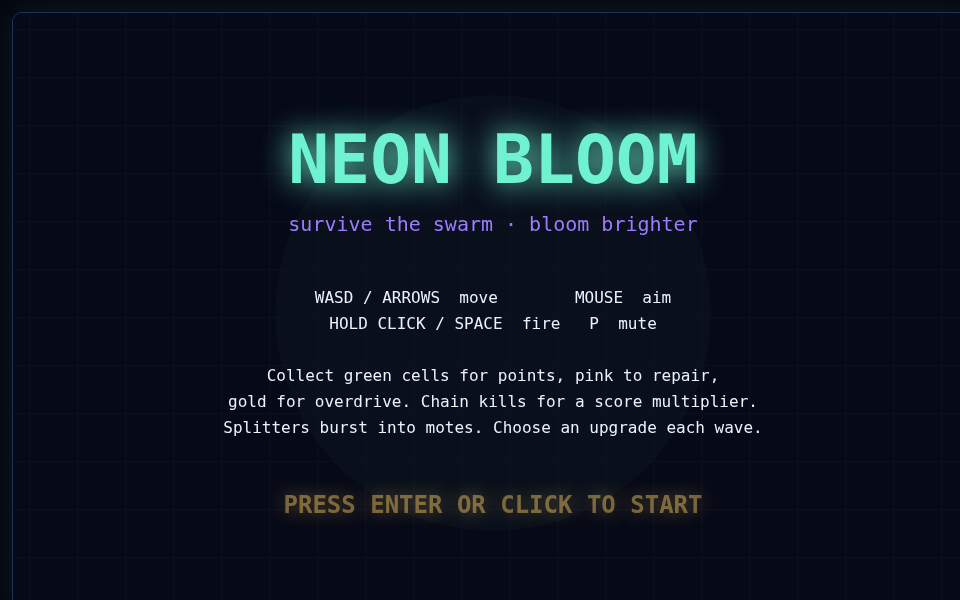 NEON BLOOM
survive the swarm · bloom brighter
WASD / ARROWS  move        MOUSE  aim
HOLD CLICK / SPACE  fire   P  mute
Collect green cells for points, pink to repair,
gold for overdrive. Chain kills for a score multiplier.
Splitters burst into motes. Choose an upgrade each wave.
PRESS ENTER OR CLICK TO START